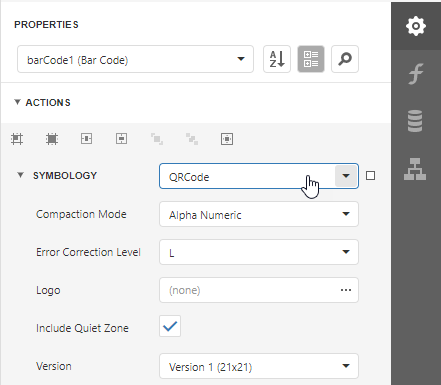 PROPERTIES
barCode1 (Bar Code)
ACTIONS
SYMBOLOGY QRCode
Compaction Mode Alpha Numeric
Error Correction Level L
Logo (none)
Include Quiet Zone
Version Version 1 (21x21)